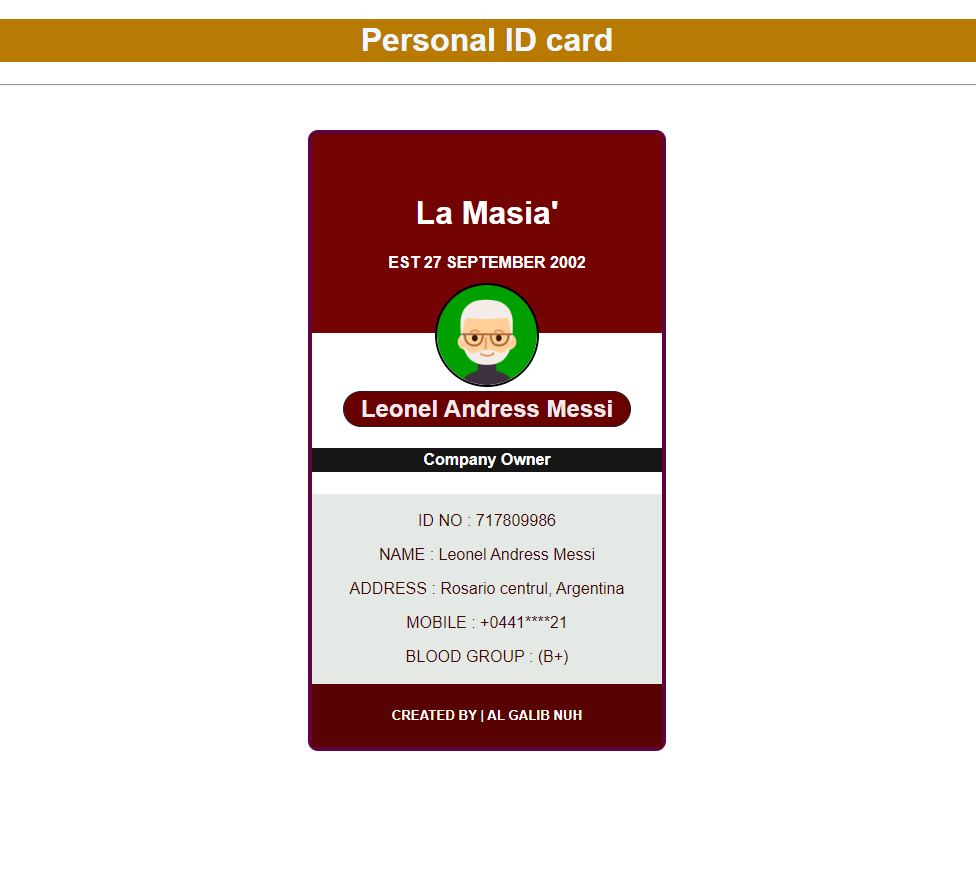 Personal ID card
La Masia'
EST 27 SEPTEMBER 2002
Leonel Andress Messi
Company Owner
ID NO : 717809986
NAME : Leonel Andress Messi
ADDRESS : Rosario centrul, Argentina
MOBILE : +0441****21
BLOOD GROUP : (B+)
CREATED BY | AL GALIB NUH